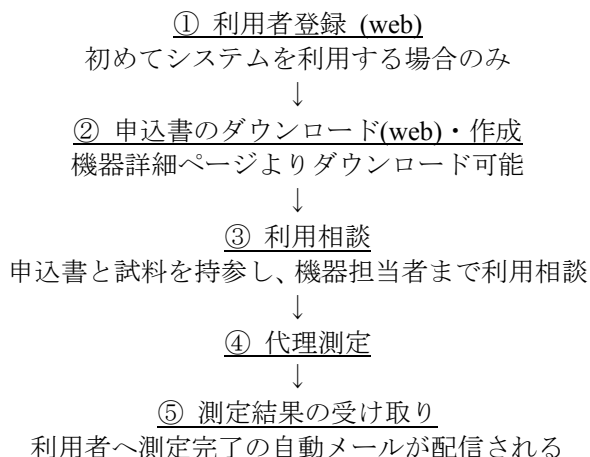 ① 利用者登録 (web)
初めてシステムを利用する場合のみ
↓
② 申込書のダウンロード(web)・作成
機器詳細ページよりダウンロード可能
↓
③ 利用相談
申込書と試料を持参し、機器担当者まで利用相談
↓
④ 代理測定
↓
⑤ 測定結果の受け取り
利用者へ測定完了の自動メールが配信される